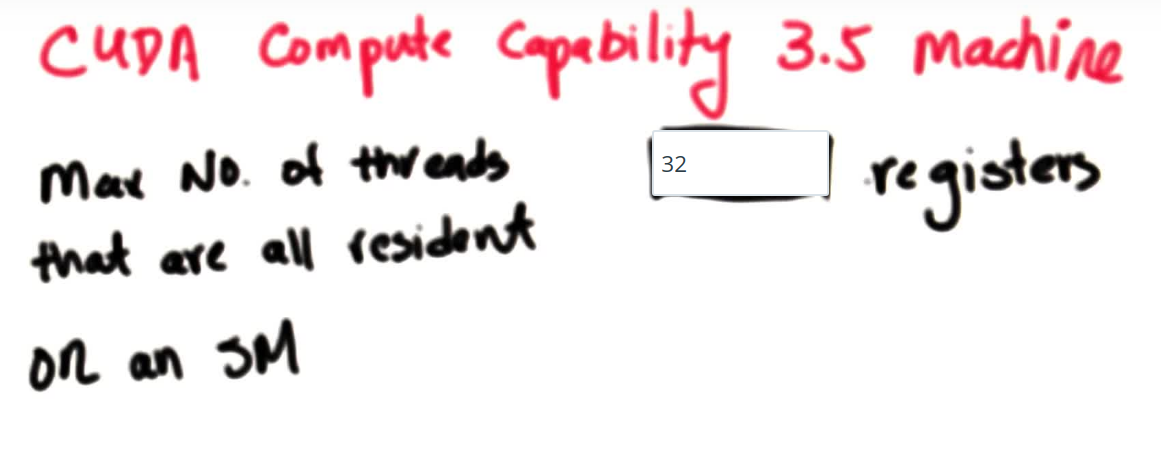 CUDA Compute Capability 3.5 Machine
Max No. of threads
that are all resident
on an SM
32 registers